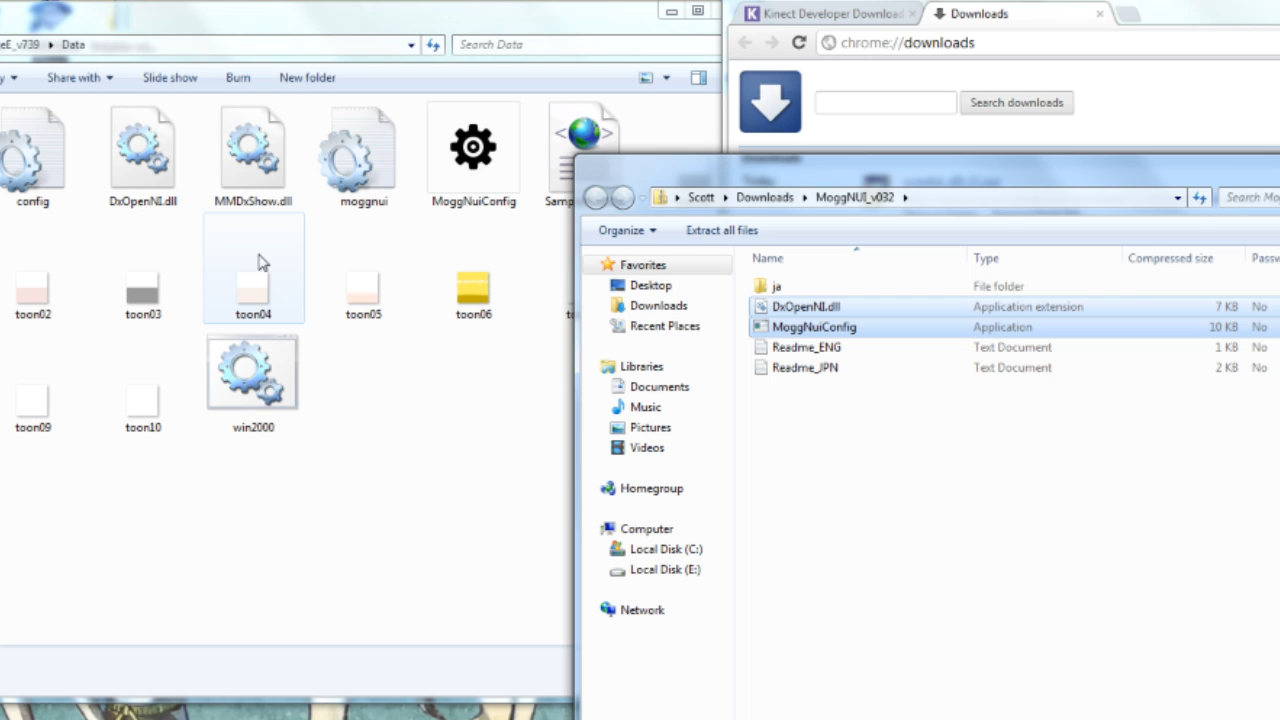 eE_v739 Data
Search Data
Share with
Slide show
Burn
New folder
config
DxOpenNI.dll
MMDxShow.dll
moggnui
MoggNuiConfig
Samp
toon02
toon03
toon04
toon05
toon06
toon09
toon10
win2000
Kinect Developer Download
Downloads
chrome://downloads
Search downloads
Scott Downloads MoggNUI_v032
Search Mo
Organize
Extract all files
Favorites
Desktop
Downloads
Recent Places
Libraries
Documents
Music
Pictures
Videos
Homegroup
Computer
Local Disk (C:)
Local Disk (E:)
Network
Name Type Compressed size Passw
ja File folder
DxOpenNI.dll Application extension 7 KB No
MoggNuiConfig Application 10 KB No
Readme_ENG Text Document 1 KB No
Readme_JPN Text Document 2 KB No